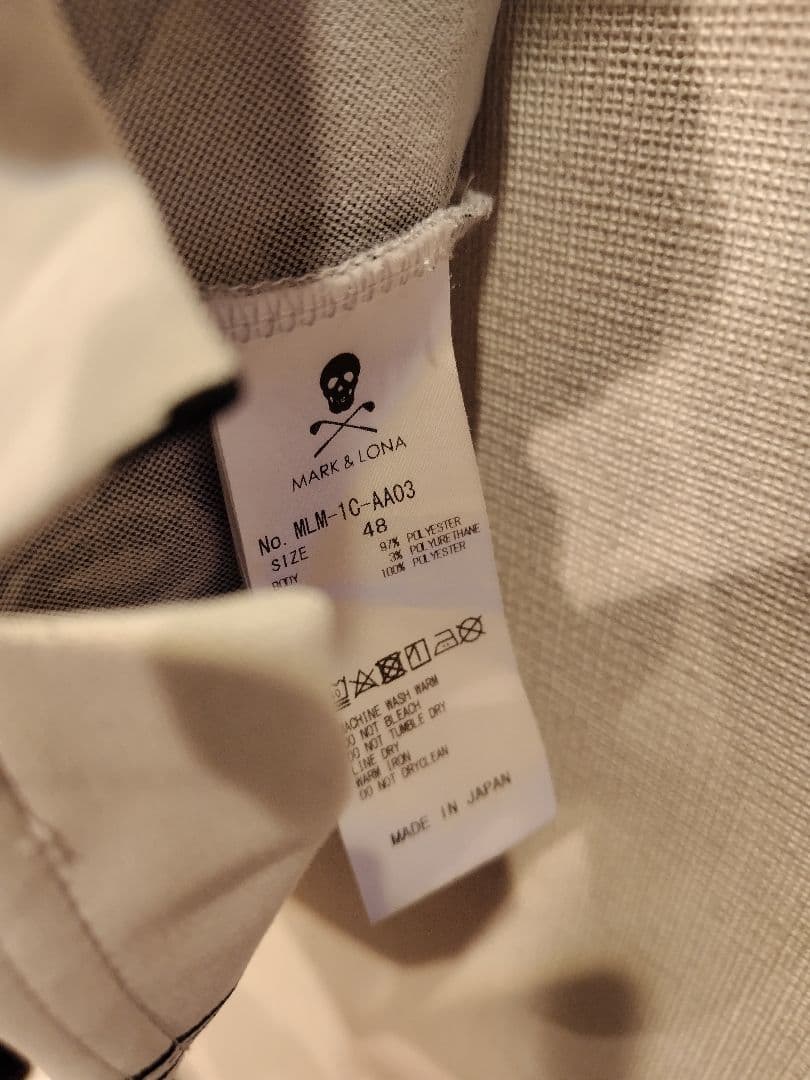 MARK & LONA
No. MLM-1C-AA03
SIZE 48
BODY 97% POLYESTER
3% POLYURETHANE
100% POLYESTER
MACHINE WASH WARM
DO NOT BLEACH
DO NOT TUMBLE DRY
LINE DRY
WARM IRON
DO NOT DRYCLEAN
MADE IN JAPAN